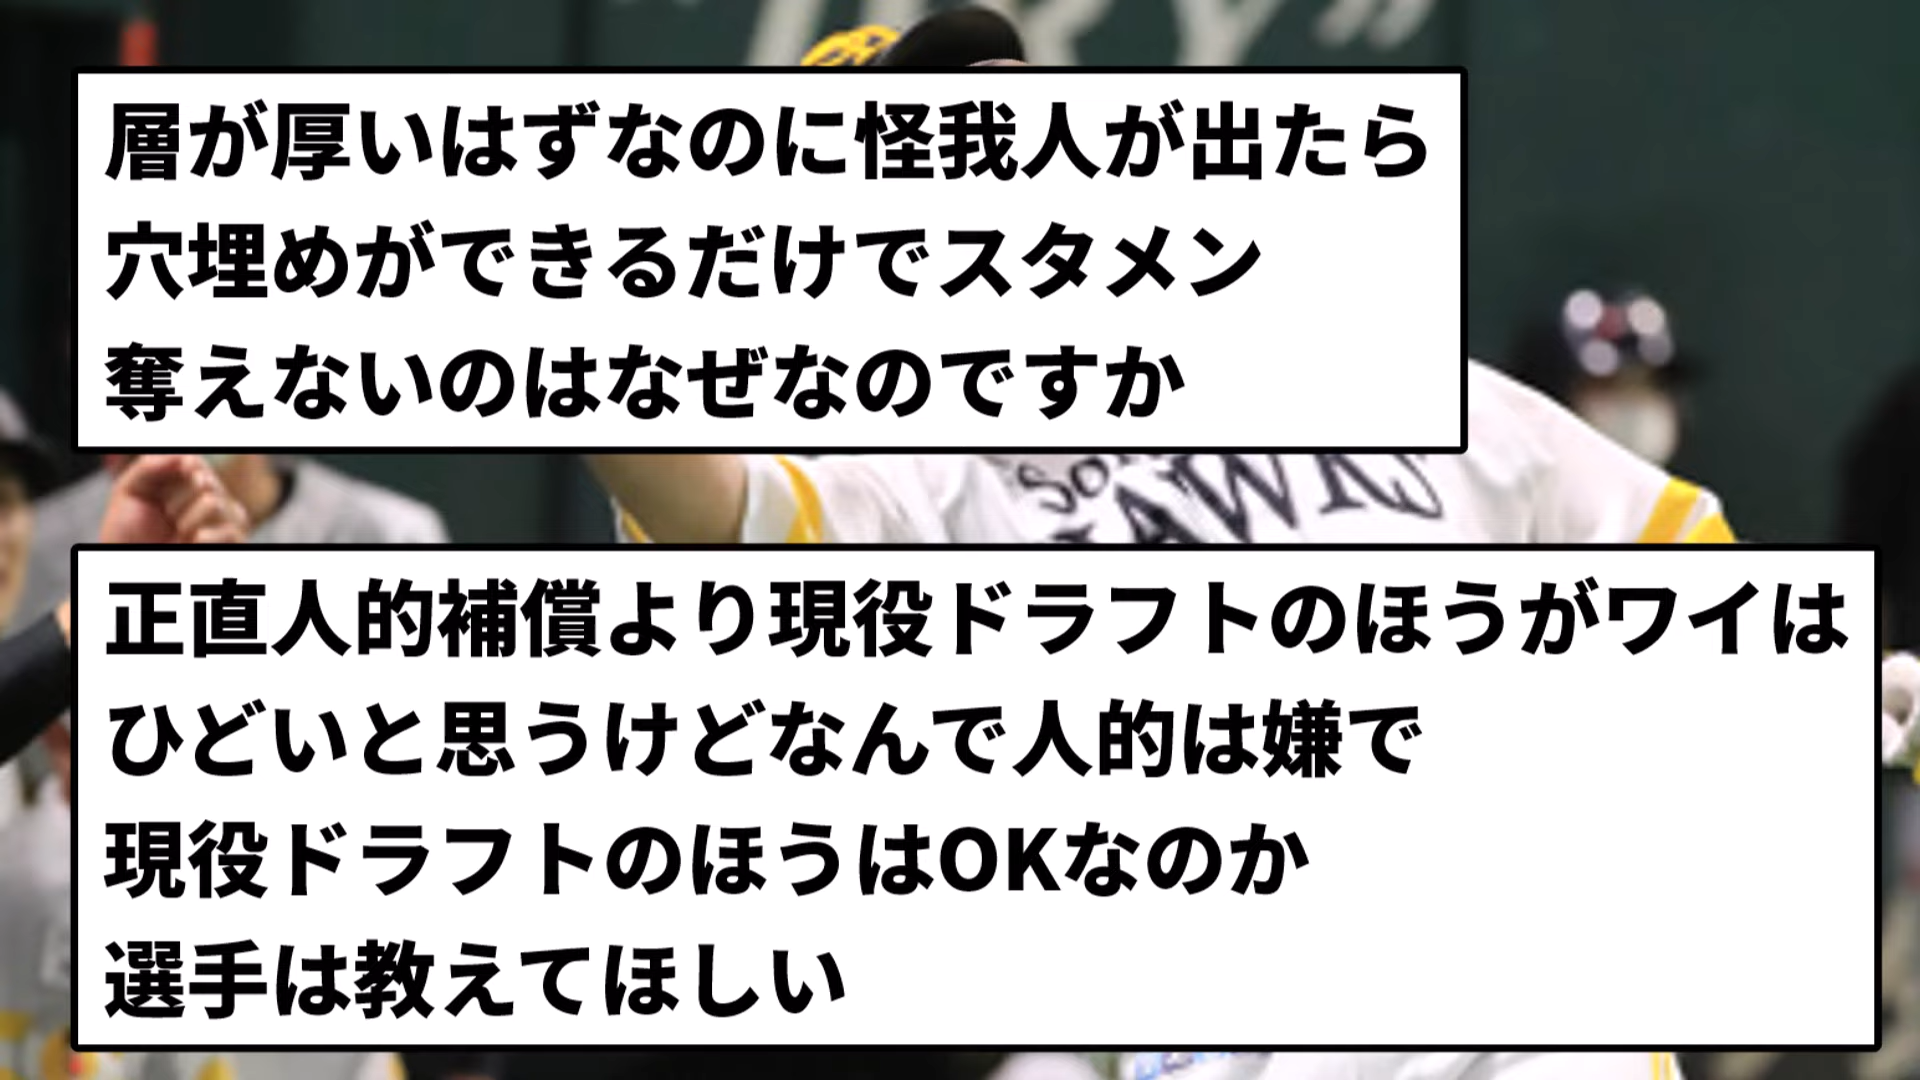 層が厚いはずなのに怪我人が出たら
穴埋めができるだけでスタメン
奪えないのはなぜなのですか
正直人的補償より現役ドラフトのほうがワイは
ひどいと思うけどなんで人的は嫌で
現役ドラフトのほうはOKなのか
選手は教えてほしい